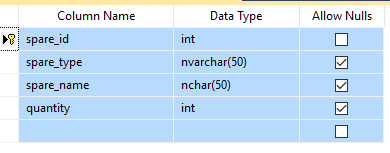 Column Name Data Type Allow Nulls
spare_id int
spare_type nvarchar(50)
spare_name nchar(50)
quantity int